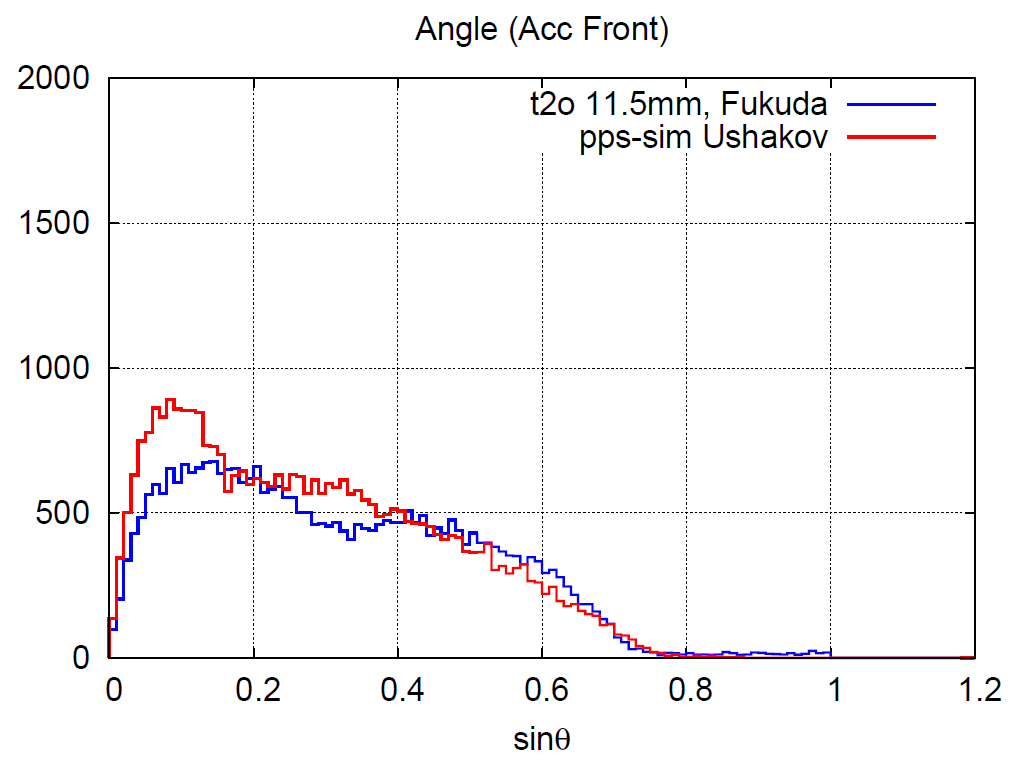 Angle (Acc Front)
2000
1500
1000
500
0
t2o 11.5mm, Fukuda
pps-sim Ushakov
0 0.2 0.4 0.6 0.8 1 1.2
sinθ